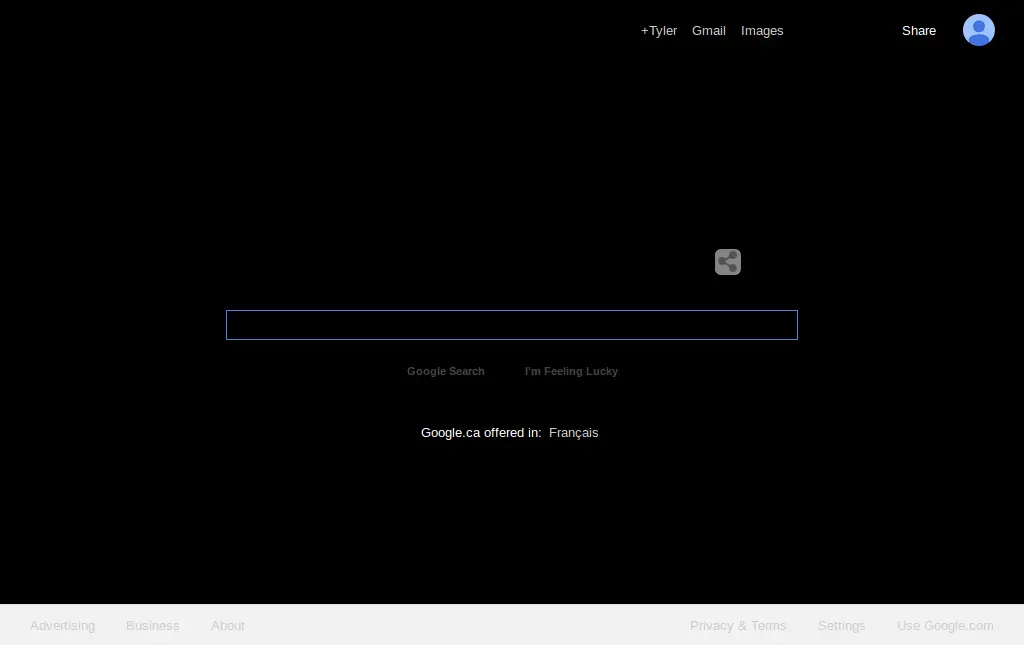 +Tyler Gmail Images Share
Google Search I'm Feeling Lucky
Google.ca offered in: Français
Advertising Business About Privacy & Terms Settings Use Google.com